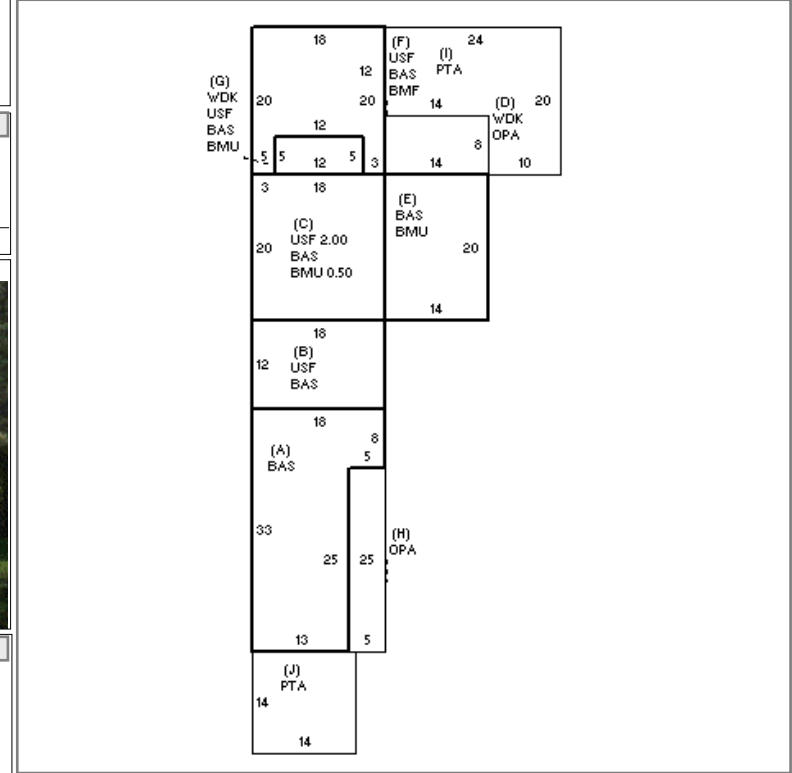 18
24
(F)
USF
BAS
BMF
(I)
PTA
12
(G)
WDK
USF
BAS
BMU
20
20
14
(D)
WDK
OPA
20
12
8
5
5
12
5
3
14
10
3
18
(E)
BAS
BMU
(C)
USF 2.00
BAS
BMU 0.50
20
20
14
18
(B)
USF
BAS
12
18
8
(A)
BAS
5
33
(H)
OPA
25
25
13
5
(J)
PTA
14
14